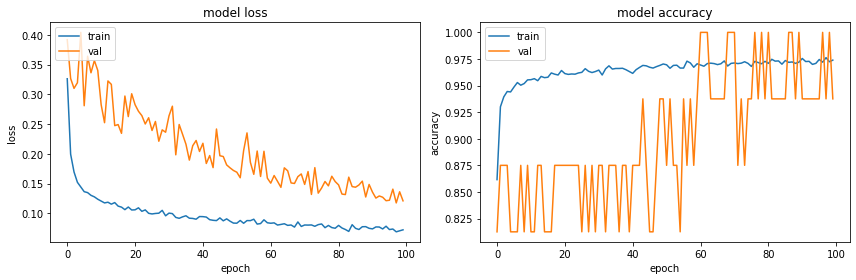 model loss
train
val
0.40
0.35
0.30
0.25
0.20
0.15
0.10
loss
0 20 40 60 80 100
epoch
model accuracy
train
val
1.000
0.975
0.950
0.925
0.900
0.875
0.850
0.825
accuracy
0 20 40 60 80 100
epoch